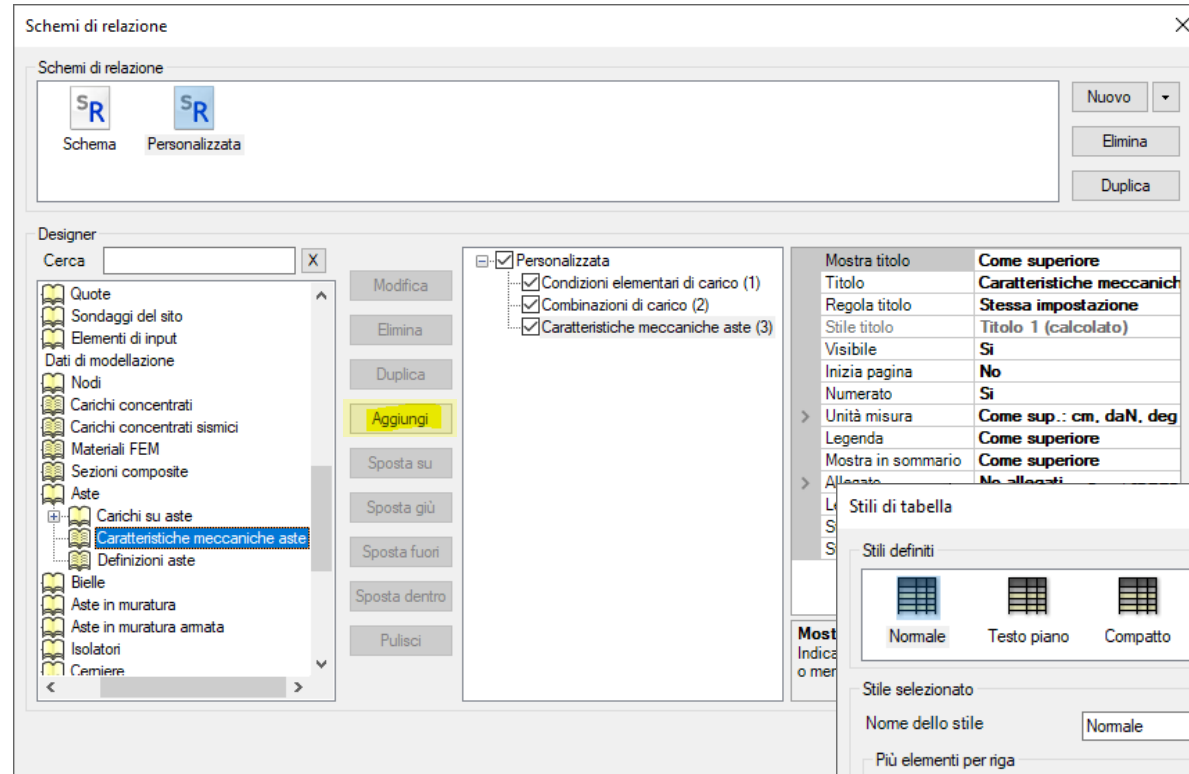 Schemi di relazione
Schemi di relazione
SR
SR
Schema
Personalizzata
Nuovo
Elimina
Duplica
Designer
Cerca
X
Quote
Sondaggi del sito
Elementi di input
Dati di modellazione
Nodi
Carichi concentrati
Carichi concentrati sismici
Materiali FEM
Sezioni composite
Aste
Carichi su aste
Caratteristiche meccaniche aste
Definizioni aste
Bielle
Aste in muratura
Aste in muratura armata
Isolatori
Cerniere
Modifica
Elimina
Duplica
Aggiungi
Sposta su
Sposta giù
Sposta fuori
Sposta dentro
Pulisci
Personalizzata
Condizioni elementari di carico (1)
Combinazioni di carico (2)
Caratteristiche meccaniche aste (3)
Mostra titolo Come superiore
Titolo Caratteristiche meccanich
Regola titolo Stessa impostazione
Stile titolo Titolo 1 (calcolato)
Visibile Si
Inizia pagina No
Numerato Si
Unità misura Come sup.: cm, daN, deg
Legenda Come superiore
Mostra in sommario Come superiore
Allegato No allegati
Most
Indica
o mer
Stili di tabella
Stili definiti
Normale
Testo piano
Compatto
Stile selezionato
Nome dello stile Normale
Più elementi per riga